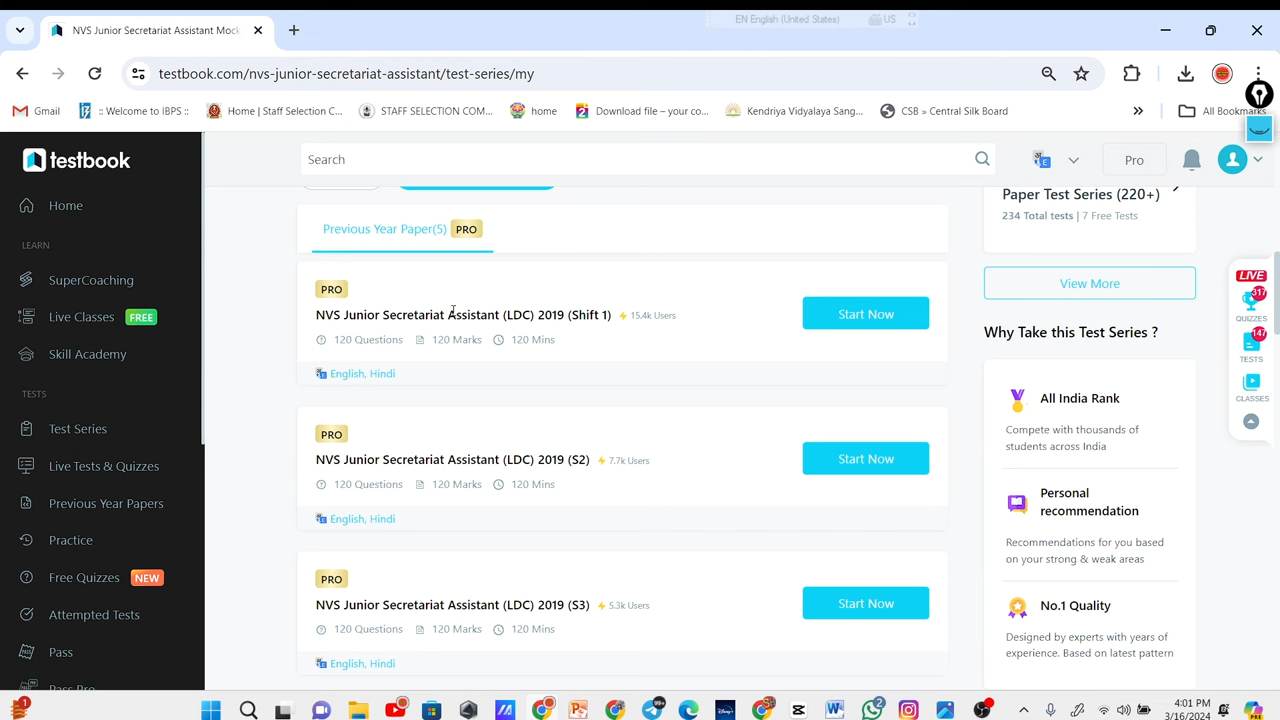 EN English (United States) US
NVS Junior Secretariat Assistant Mock
testbook.com/nvs-junior-secretariat-assistant/test-series/my
Gmail
:: Welcome to IBPS ::
Home | Staff Selection C...
STAFF SELECTION COM...
home
Download file – your co...
Kendriya Vidyalaya Sang...
CSB » Central Silk Board
»
All Bookmarks
testbook
Search
Pro
Home
LEARN
SuperCoaching
Live Classes FREE
Skill Academy
TESTS
Test Series
Live Tests & Quizzes
Previous Year Papers
Practice
Free Quizzes NEW
Attempted Tests
Pass
Pass Pro
Previous Year Paper(5) PRO
PRO
NVS Junior Secretariat Assistant (LDC) 2019 (Shift 1) 15.4k Users
120 Questions 120 Marks 120 Mins
Start Now
English, Hindi
PRO
NVS Junior Secretariat Assistant (LDC) 2019 (S2) 7.7k Users
120 Questions 120 Marks 120 Mins
Start Now
English, Hindi
PRO
NVS Junior Secretariat Assistant (LDC) 2019 (S3) 5.3k Users
120 Questions 120 Marks 120 Mins
Start Now
English, Hindi
Paper Test Series (220+)
234 Total tests | 7 Free Tests
View More
Why Take this Test Series ?
All India Rank
Compete with thousands of
students across India
Personal
recommendation
Recommendations for you based
on your strong & weak areas
No.1 Quality
Designed by experts with years of
experience. Based on latest pattern
LIVE
317
QUIZZES
147
TESTS
CLASSES
4:01 PM
3/16/2024